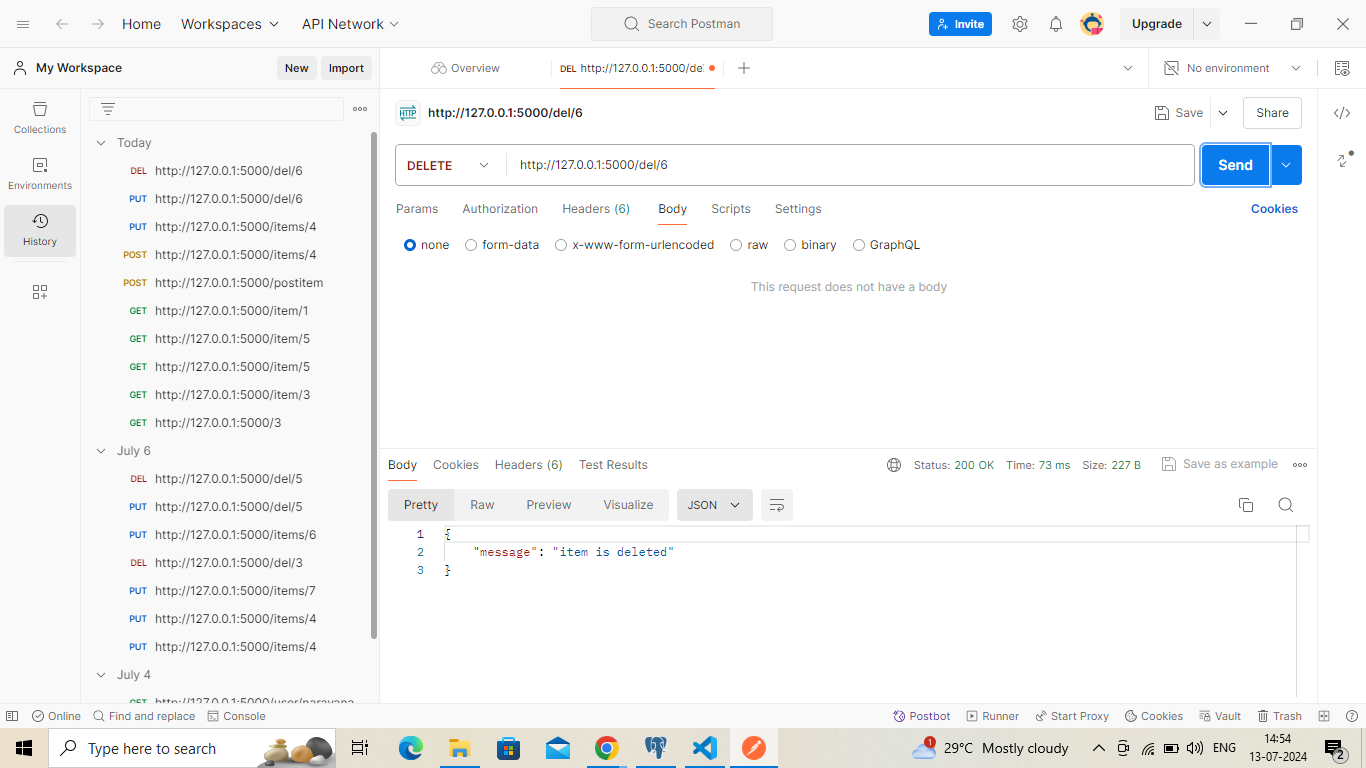 Home Workspaces API Network Search Postman Invite Upgrade
My Workspace New Import Overview DEL http://127.0.0.1:5000/de No environment
Collections
Environments
History
Today
DEL http://127.0.0.1:5000/del/6
PUT http://127.0.0.1:5000/del/6
PUT http://127.0.0.1:5000/items/4
POST http://127.0.0.1:5000/items/4
POST http://127.0.0.1:5000/postitem
GET http://127.0.0.1:5000/item/1
GET http://127.0.0.1:5000/item/5
GET http://127.0.0.1:5000/item/5
GET http://127.0.0.1:5000/item/3
GET http://127.0.0.1:5000/3
July 6
DEL http://127.0.0.1:5000/del/5
PUT http://127.0.0.1:5000/del/5
PUT http://127.0.0.1:5000/items/6
DEL http://127.0.0.1:5000/del/3
PUT http://127.0.0.1:5000/items/7
PUT http://127.0.0.1:5000/items/4
PUT http://127.0.0.1:5000/items/4
July 4
GET http://127.0.0.1:5000/user/narayana
HTTP http://127.0.0.1:5000/del/6 Save Share
DELETE http://127.0.0.1:5000/del/6 Send
Params Authorization Headers (6) Body Scripts Settings Cookies
none form-data x-www-form-urlencoded raw binary GraphQL
This request does not have a body
Body Cookies Headers (6) Test Results Status: 200 OK Time: 73 ms Size: 227 B Save as example
Pretty Raw Preview Visualize JSON
1 {
2 "message": "item is deleted"
3 }
Online Find and replace Console Postbot Runner Start Proxy Cookies Vault Trash
Type here to search 1 29°C Mostly cloudy ENG 14:54
13-07-2024 2